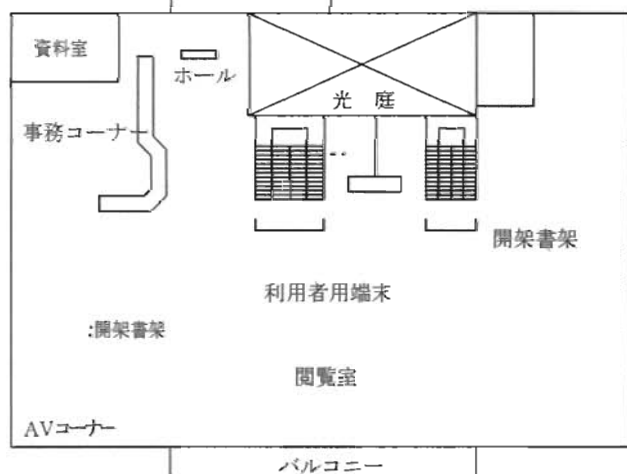 資料室
ホール
光庭
事務コーナー
開架書架
利用者用端末
:開架書架
閲覧室
AVコーナー
バルコニー